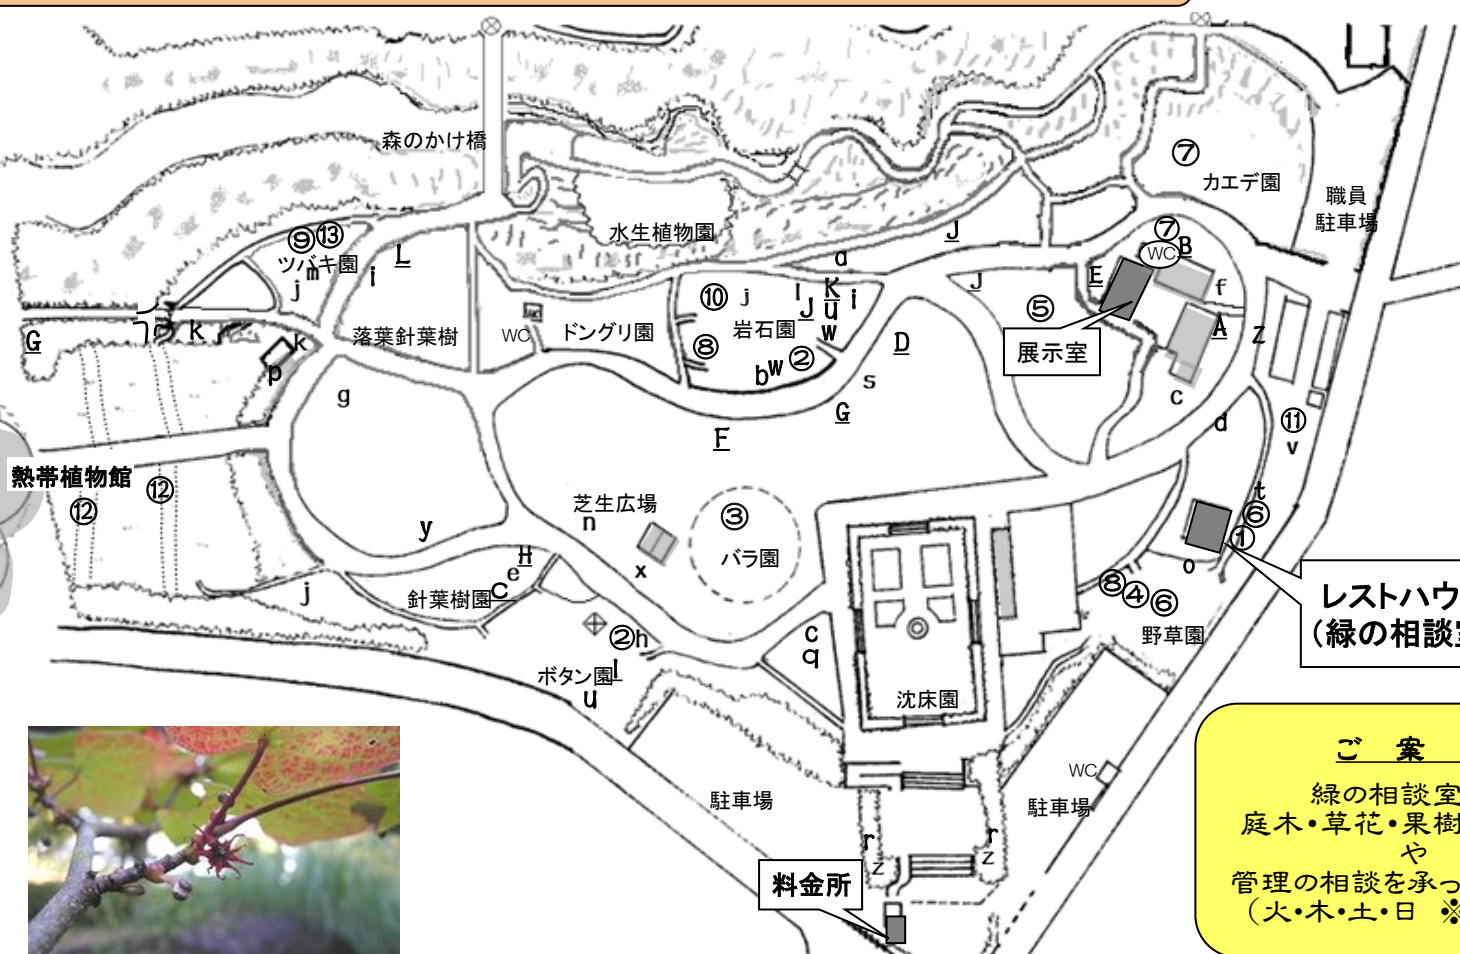 森のかけ橋
⑦
カエデ園
職員
駐車場
⑨⑬
ツバキ園
m
j
i
L
水生植物園
a
J
⑦
WC
B
E
f
A
Z
J
⑤
展示室
c
d
⑪
v
G
k
k
p
落葉針葉樹
WC
ドングリ園
⑩
j
l
J
K
u
i
w
岩石園
⑧
②
b
w
D
s
G
F
g
熱帯植物館
⑫
⑫
y
芝生広場
n
x
③
バラ園
t
⑥
①
o
⑧④⑥
野草園
レストハウ
(緑の相談
H
e
C
針葉樹園
j
②h
ボタン園
l
u
c
q
沈床園
駐車場
WC
駐車場
r
z
r
z
料金所
ご 案
緑の相談室
庭木・草花・果樹
や
管理の相談を承っ
(火・木・土・日 ※